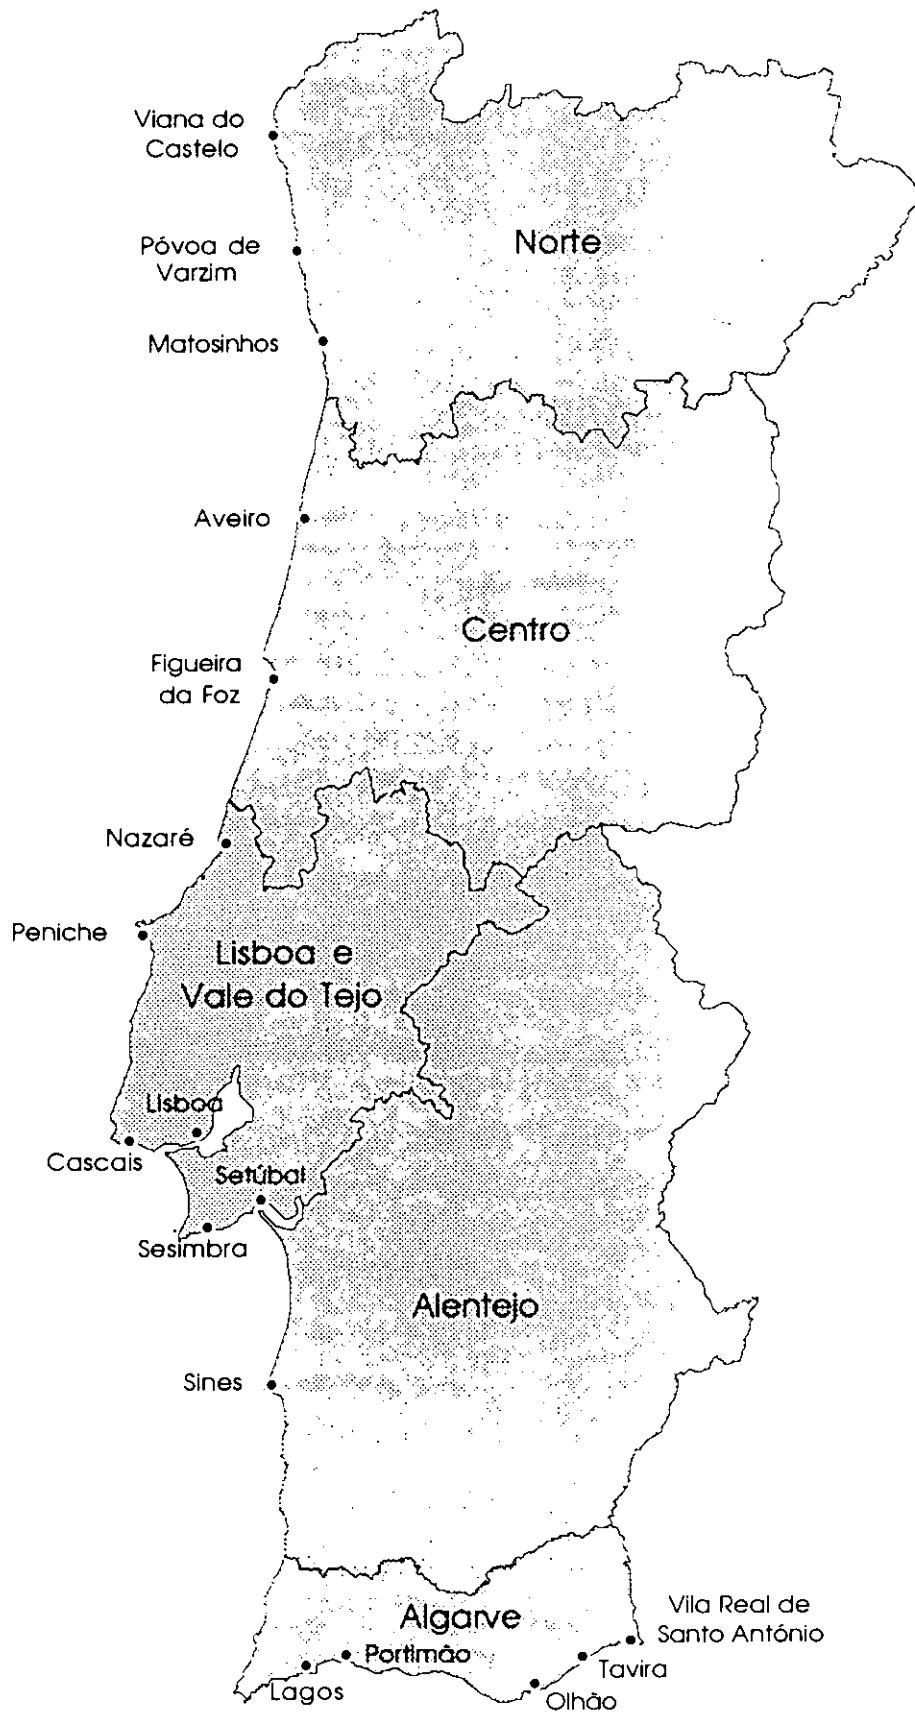 Viana do
Castelo
Norte
Póvoa de
Varzim
Matosinhos
Aveiro
Centro
Figueira
da Foz
Nazaré
Peniche
Lisboa e
Vale do Tejo
Lisboa
Cascais
Setúbal
Sesimbra
Alentejo
Sines
Algarve
Vila Real de
Santo António
Portimão
Tavira
Lagos
Olhão